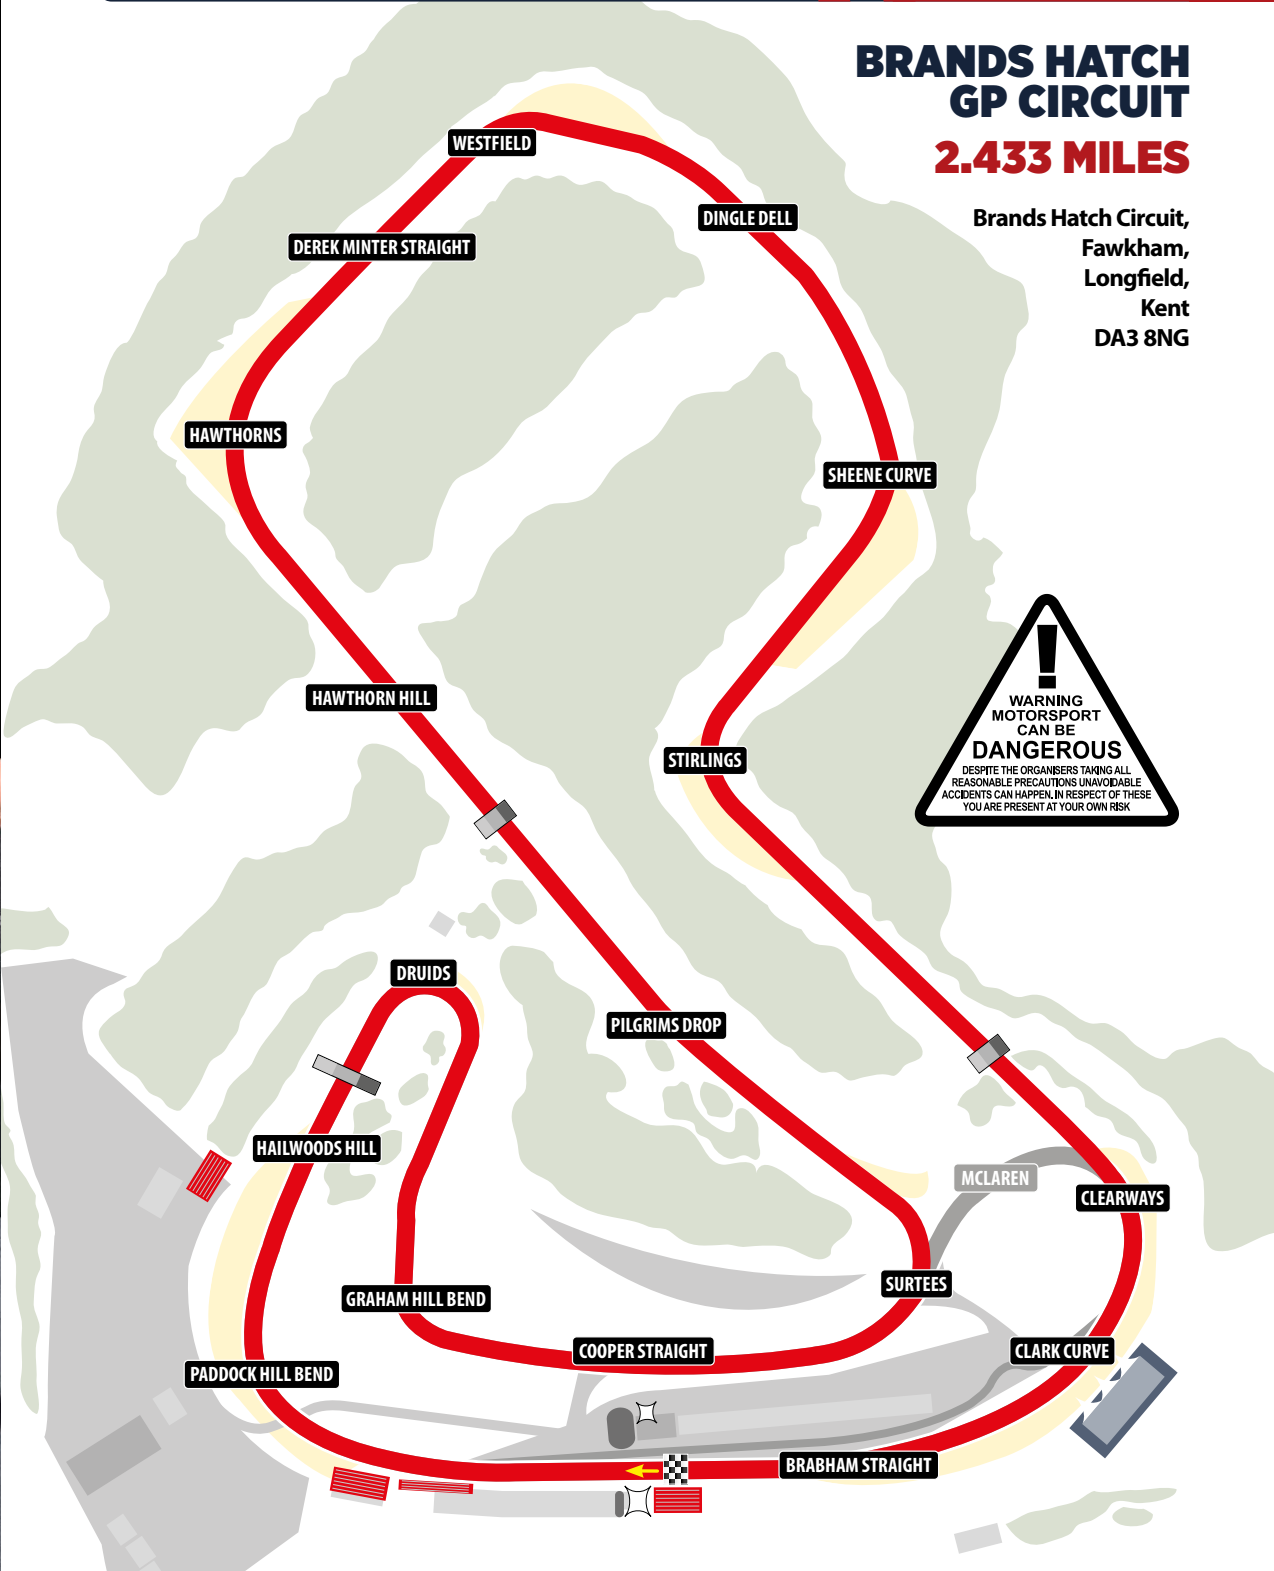 BRANDS HATCH
GP CIRCUIT
2.433 MILES
Brands Hatch Circuit,
Fawkham,
Longfield,
Kent
DA3 8NG
WESTFIELD
DINGLE DELL
DEREK MINTER STRAIGHT
HAWTHORNS
SHEENE CURVE
HAWTHORN HILL
STIRLINGS
WARNING
MOTORSPORT
CAN BE
DANGEROUS
DESPITE THE ORGANISERS TAKING ALL
REASONABLE PRECAUTIONS UNAVOIDABLE
ACCIDENTS CAN HAPPEN. IN RESPECT OF THESE
YOU ARE PRESENT AT YOUR OWN RISK
DRUIDS
PILGRIMS DROP
HAILWOODS HILL
MCLAREN
CLEARWAYS
SURTEES
GRAHAM HILL BEND
COOPER STRAIGHT
CLARK CURVE
PADDOCK HILL BEND
BRABHAM STRAIGHT